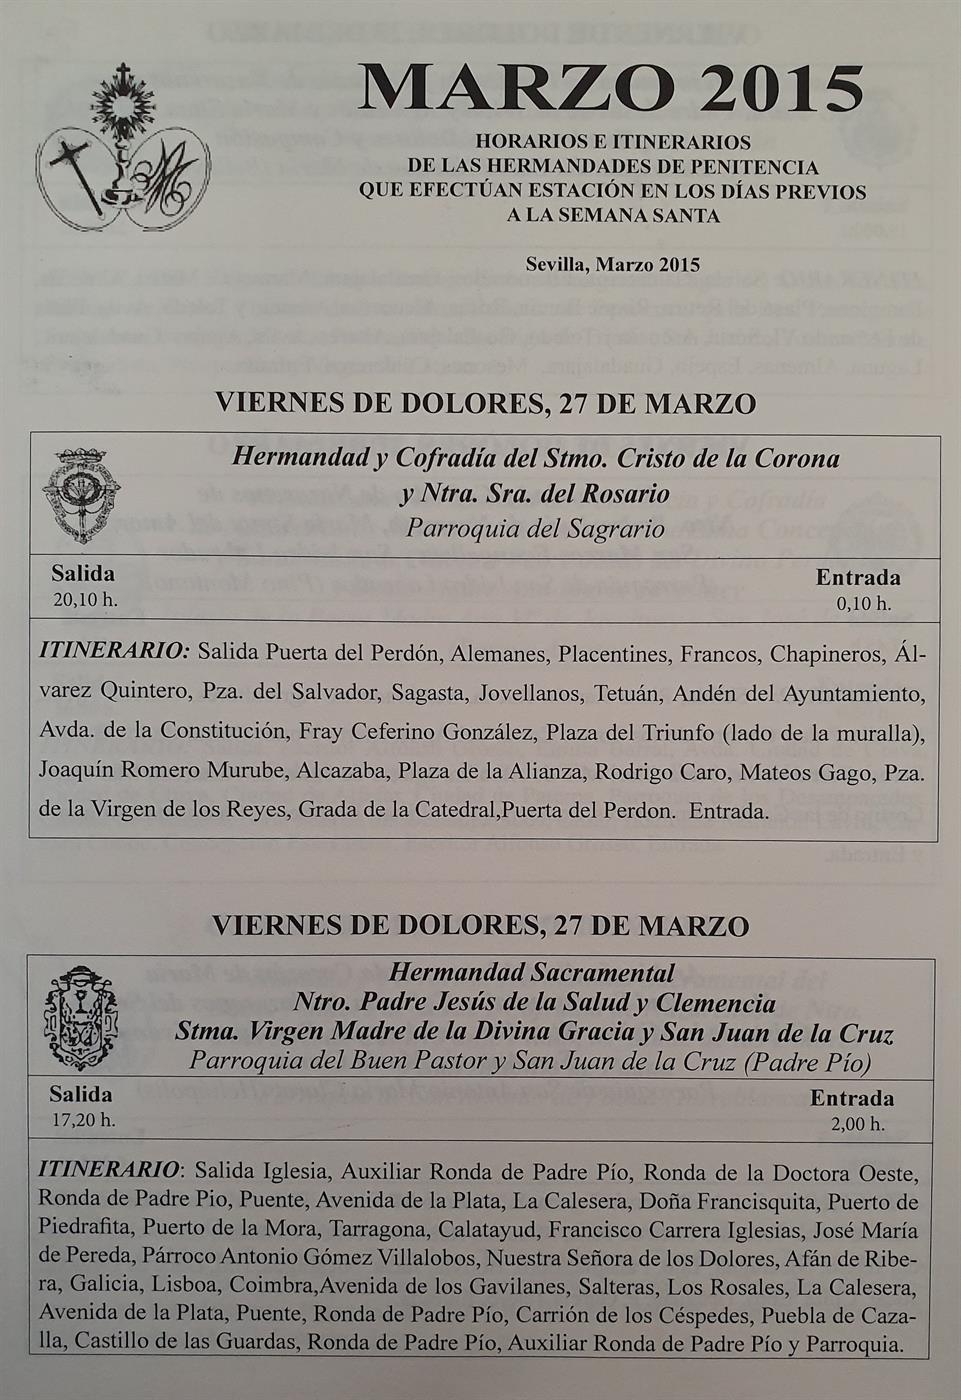 MARZO 2015
HORARIOS E ITINERARIOS
DE LAS HERMANDADES DE PENITENCIA
QUE EFECTÚAN ESTACIÓN EN LOS DÍAS PREVIOS
A LA SEMANA SANTA
Sevilla, Marzo 2015
VIERNES DE DOLORES, 27 DE MARZO
Hermandad y Cofradía del Stmo. Cristo de la Corona
y Ntra. Sra. del Rosario
Parroquia del Sagrario
Salida Entrada
20,10 h. 0,10 h.
ITINERARIO: Salida Puerta del Perdón, Alemanes, Placentines, Francos, Chapineros, Ál-
varez Quintero, Pza. del Salvador, Sagasta, Jovellanos, Tetuán, Andén del Ayuntamiento,
Avda. de la Constitución, Fray Ceferino González, Plaza del Triunfo (lado de la muralla),
Joaquín Romero Murube, Alcazaba, Plaza de la Alianza, Rodrigo Caro, Mateos Gago, Pza.
de la Virgen de los Reyes, Grada de la Catedral,Puerta del Perdon. Entrada.
VIERNES DE DOLORES, 27 DE MARZO
Hermandad Sacramental
Ntro. Padre Jesús de la Salud y Clemencia
Stma. Virgen Madre de la Divina Gracia y San Juan de la Cruz
Parroquia del Buen Pastor y San Juan de la Cruz (Padre Pío)
Salida Entrada
17,20 h. 2,00 h.
ITINERARIO: Salida Iglesia, Auxiliar Ronda de Padre Pío, Ronda de la Doctora Oeste,
Ronda de Padre Pio, Puente, Avenida de la Plata, La Calesera, Doña Francisquita, Puerto de
Piedrafita, Puerto de la Mora, Tarragona, Calatayud, Francisco Carrera Iglesias, José María
de Pereda, Párroco Antonio Gómez Villalobos, Nuestra Señora de los Dolores, Afán de Ribe-
ra, Galicia, Lisboa, Coimbra,Avenida de los Gavilanes, Salteras, Los Rosales, La Calesera,
Avenida de la Plata, Puente, Ronda de Padre Pío, Carrión de los Céspedes, Puebla de Caza-
lla, Castillo de las Guardas, Ronda de Padre Pío, Auxiliar Ronda de Padre Pío y Parroquia.